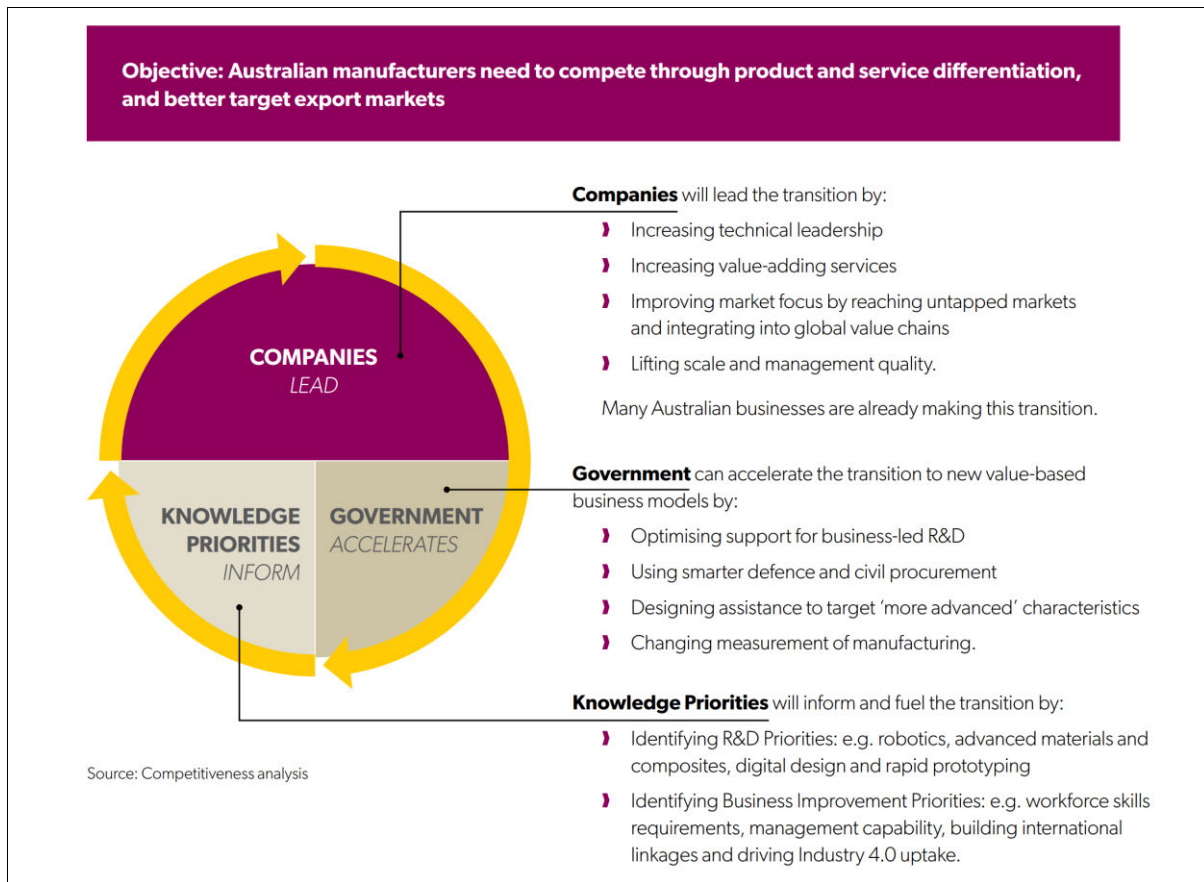 Objective: Australian manufacturers need to compete through product and service differentiation,
and better target export markets
COMPANIES
LEAD
KNOWLEDGE
PRIORITIES
INFORM
GOVERNMENT
ACCELERATES
Companies will lead the transition by:
Increasing technical leadership
Increasing value-adding services
Improving market focus by reaching untapped markets
and integrating into global value chains
Lifting scale and management quality.
Many Australian businesses are already making this transition.
Government can accelerate the transition to new value-based
business models by:
Optimising support for business-led R&D
Using smarter defence and civil procurement
Designing assistance to target ‘more advanced’ characteristics
Changing measurement of manufacturing.
Knowledge Priorities will inform and fuel the transition by:
Identifying R&D Priorities: e.g. robotics, advanced materials and
composites, digital design and rapid prototyping
Identifying Business Improvement Priorities: e.g. workforce skills
requirements, management capability, building international
linkages and driving Industry 4.0 uptake.
Source: Competitiveness analysis